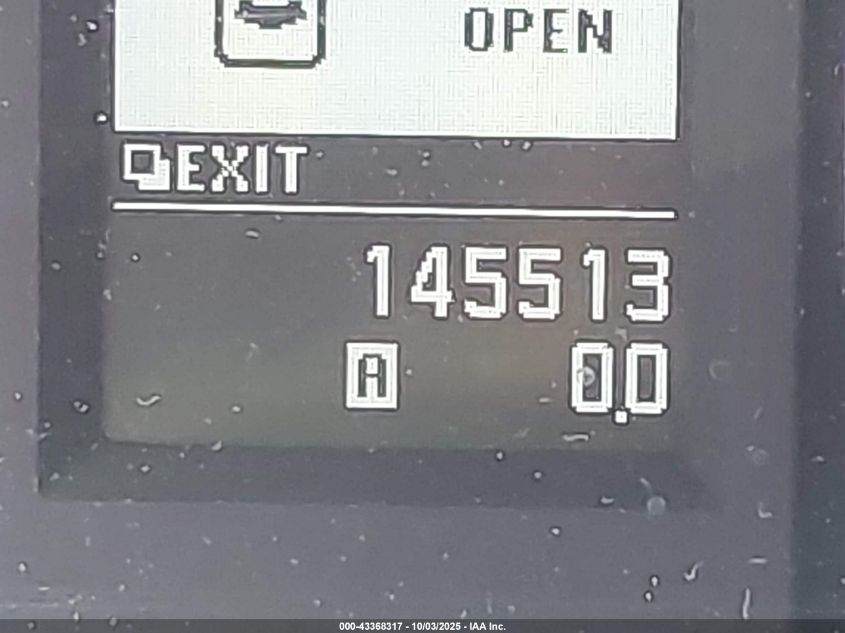 OPEN
EXIT
145513
A 0.0
000-43368317 - 10/03/2025 - IAA Inc.